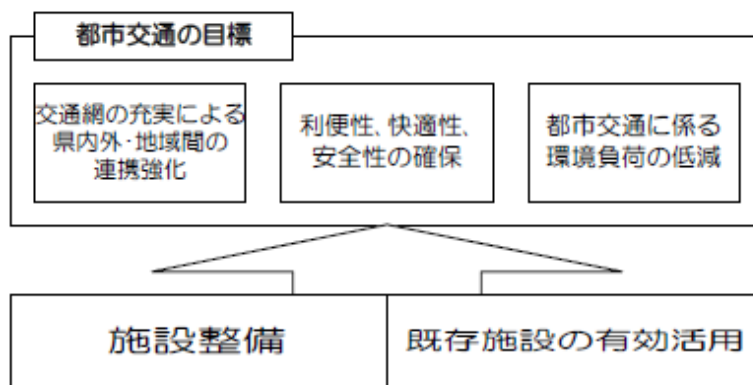 都市交通の目標
交通網の充実による
県内外・地域間の
連携強化
利便性、快適性、
安全性の確保
都市交通に係る
環境負荷の低減
施設整備
既存施設の有効活用